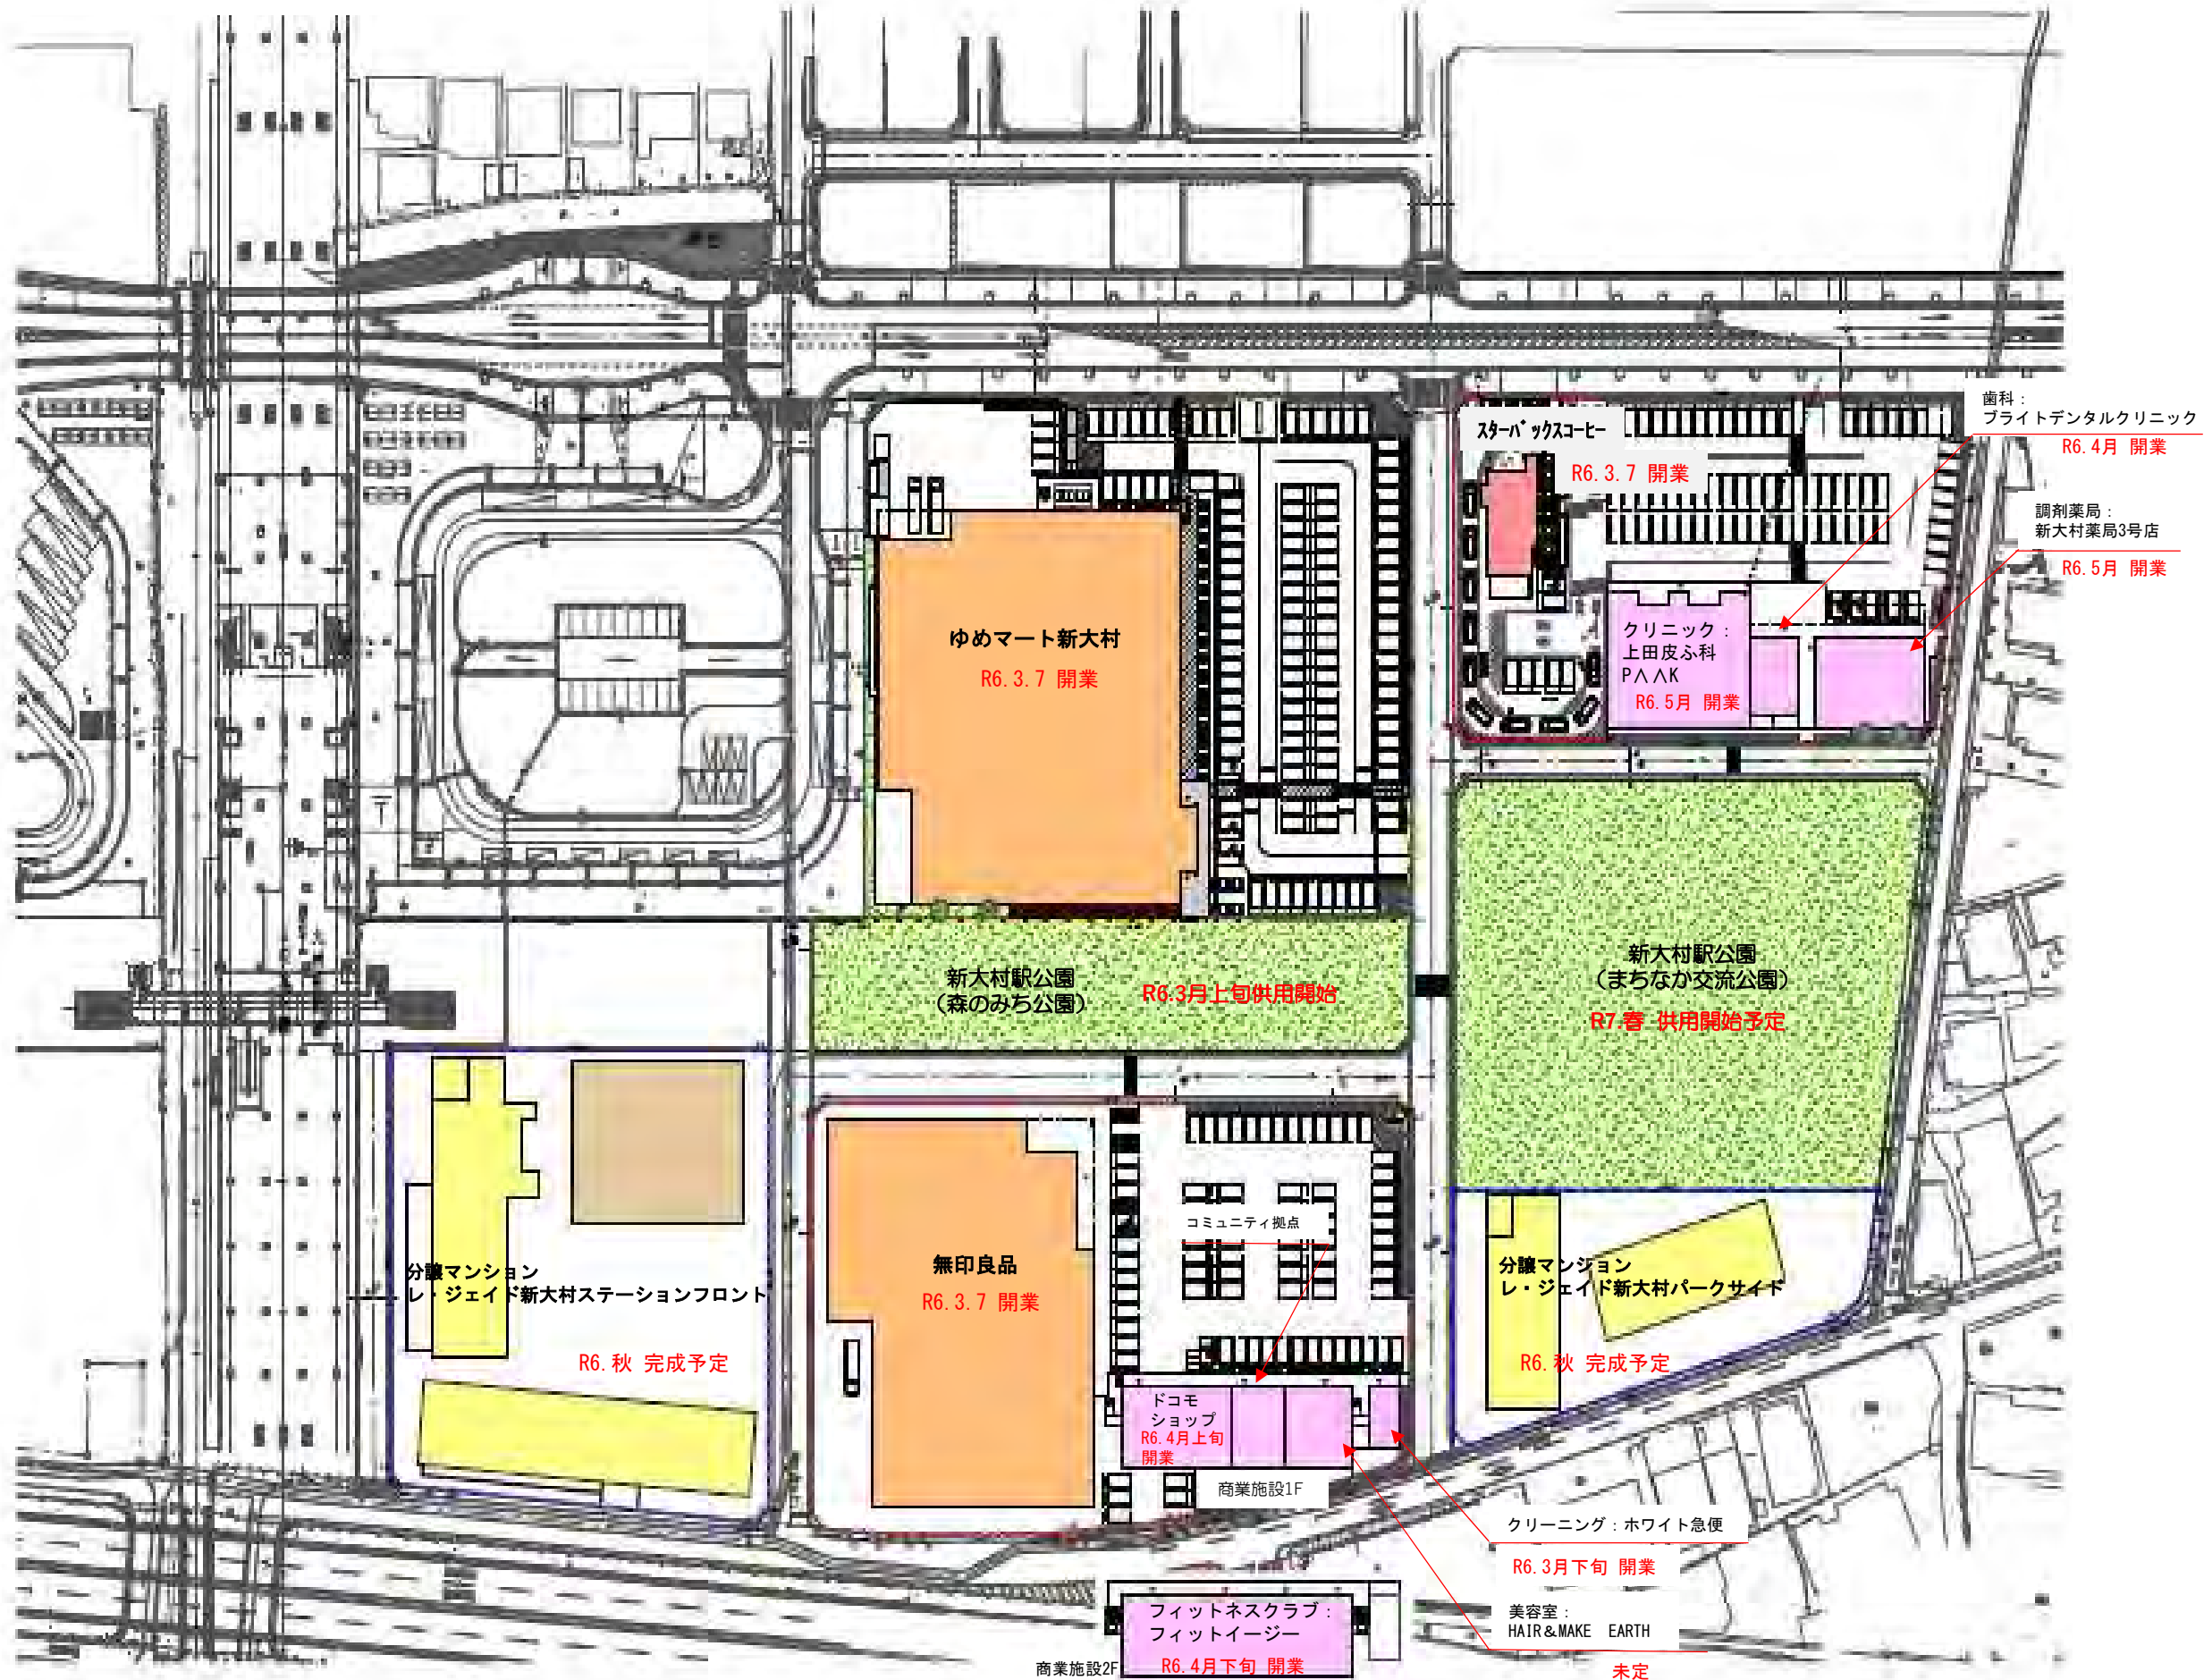 スターバックスコーヒー
R6.3.7 開業
歯科：
ブライトデンタルクリニック
R6.4月 開業
調剤薬局：
新大村薬局3号店
R6.5月 開業
クリニック：
上田皮ふ科
P∧∧K
R6.5月 開業
ゆめマート新大村
R6.3.7 開業
新大村駅公園
（森のみち公園）
R6.3月上旬供用開始
新大村駅公園
（まちなか交流公園）
R7.春 供用開始予定
分譲マンション
レ・ジェイド新大村ステーションフロント
R6.秋 完成予定
無印良品
R6.3.7 開業
コミュニティ拠点
分譲マンション
レ・ジェイド新大村パークサイド
R6.秋 完成予定
ドコモ
ショップ
R6.4月上旬
開業
商業施設1F
クリーニング：ホワイト急便
R6.3月下旬 開業
美容室：
HAIR＆MAKE　EARTH
未定
フィットネスクラブ：
フィットイージー
R6.4月下旬 開業
商業施設2F